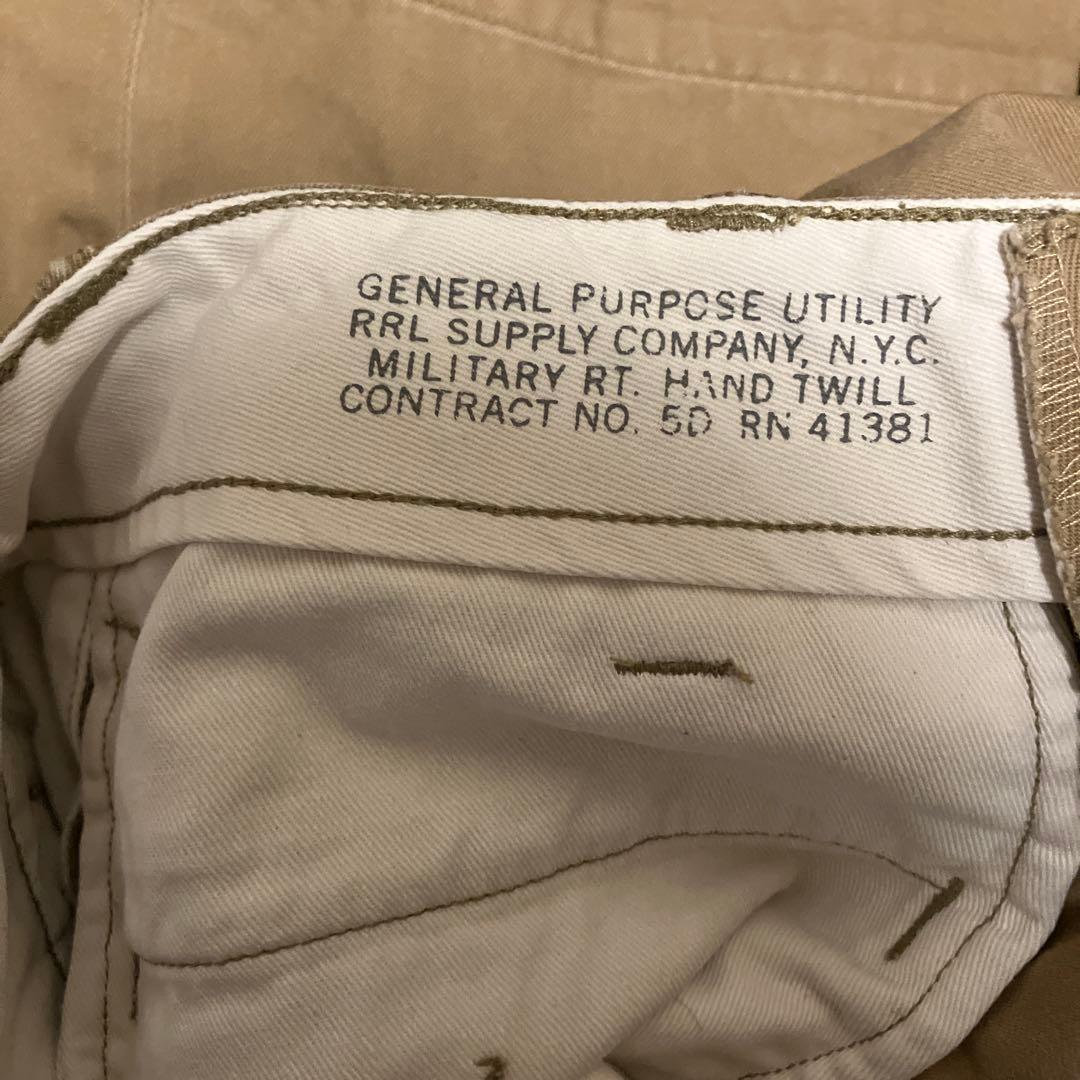 GENERAL PURPOSE UTILITY
RRL SUPPLY COMPANY, N.Y.C.
MILITARY RT. HAND TWILL
CONTRACT NO. 5D RN 41381